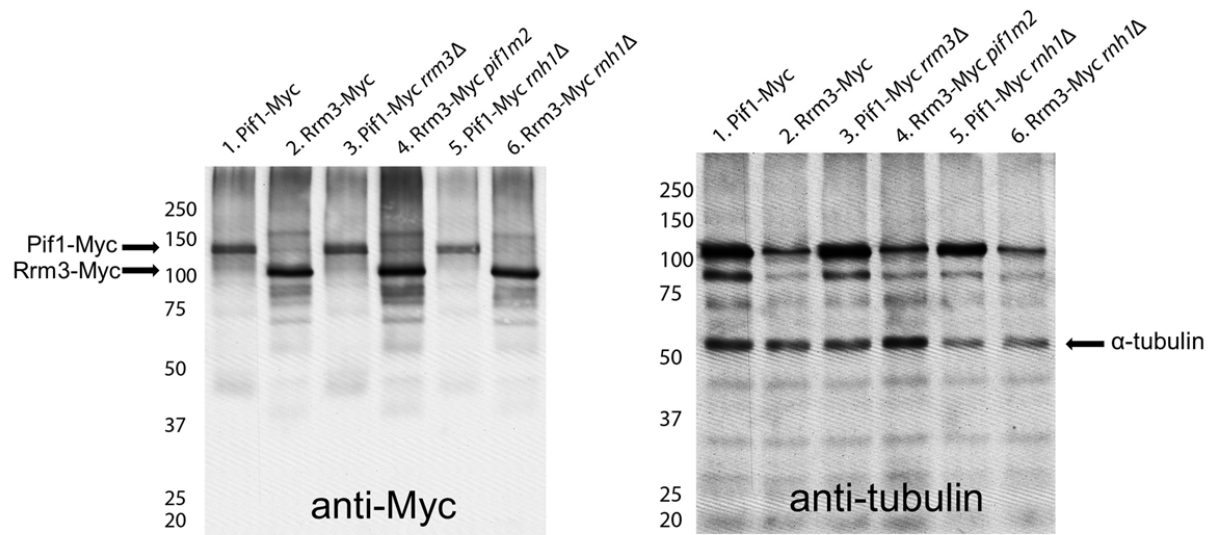 1. Pif1-Myc
2. Rrm3-Myc
3. Pif1-Myc rrm3Δ
4. Rrm3-Myc pif1m2
5. Pif1-Myc rnh1Δ
6. Rrm3-Myc rnh1Δ
250
150
100
75
50
37
25
20
Pif1-Myc
Rrm3-Myc
anti-Myc
1. Pif1-Myc
2. Rrm3-Myc
3. Pif1-Myc rrm3Δ
4. Rrm3-Myc pif1m2
5. Pif1-Myc rnh1Δ
6. Rrm3-Myc rnh1Δ
250
150
100
75
50
37
25
20
α-tubulin
anti-tubulin